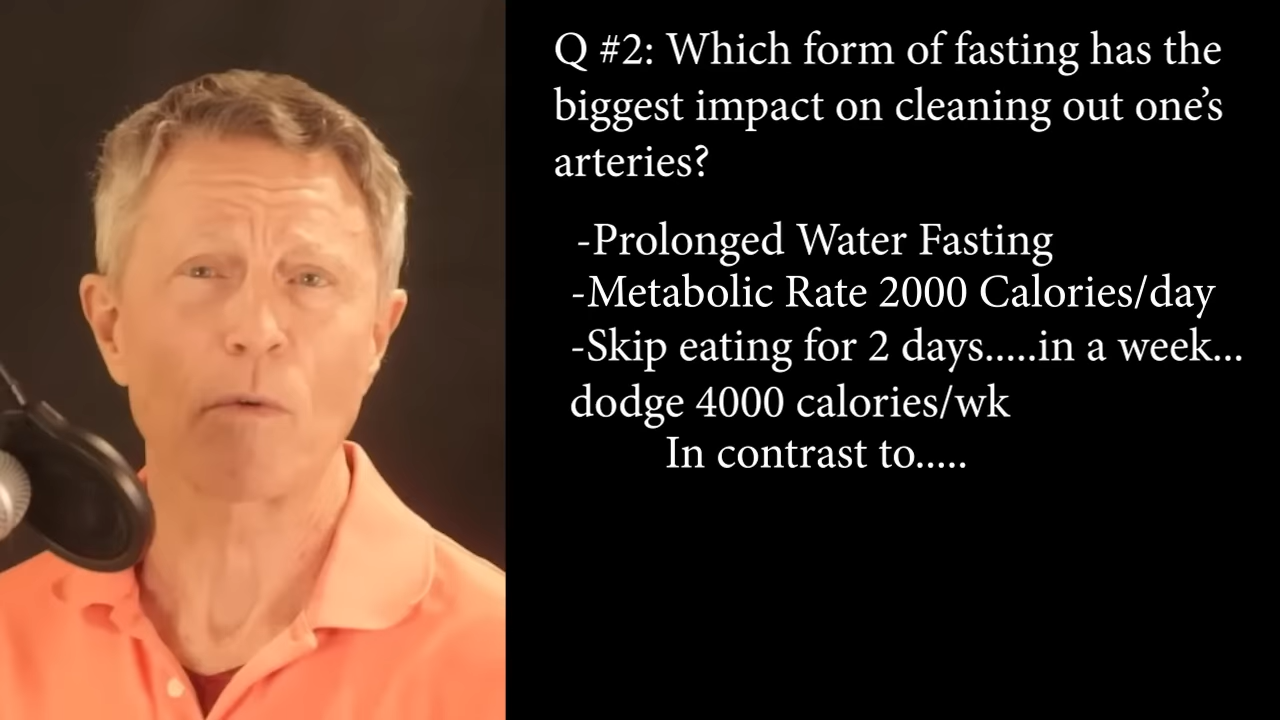 Q #2: Which form of fasting has the
biggest impact on cleaning out one’s
arteries?
-Prolonged Water Fasting
-Metabolic Rate 2000 Calories/day
-Skip eating for 2 days.....in a week...
dodge 4000 calories/wk
In contrast to.....